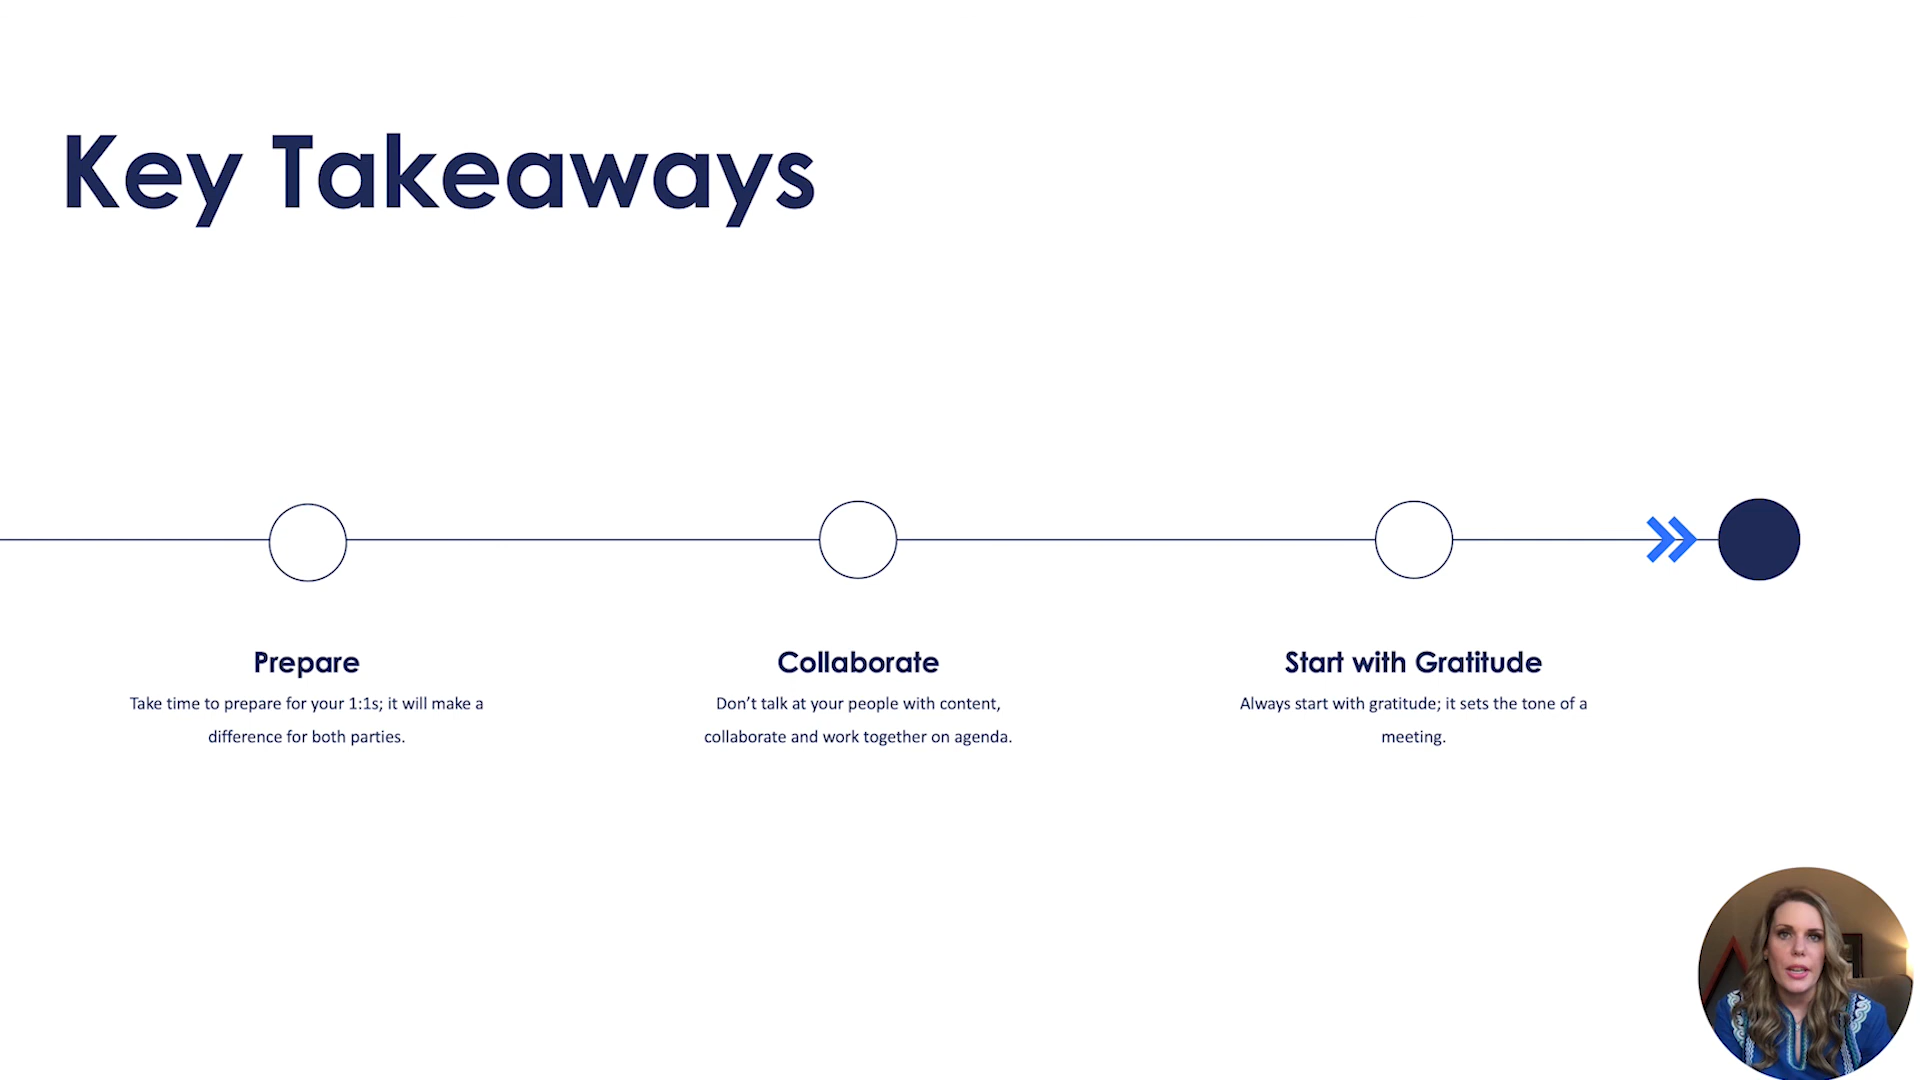 Key Takeaways
Prepare
Take time to prepare for your 1:1s; it will make a
difference for both parties.
Collaborate
Don’t talk at your people with content,
collaborate and work together on agenda.
Start with Gratitude
Always start with gratitude; it sets the tone of a
meeting.